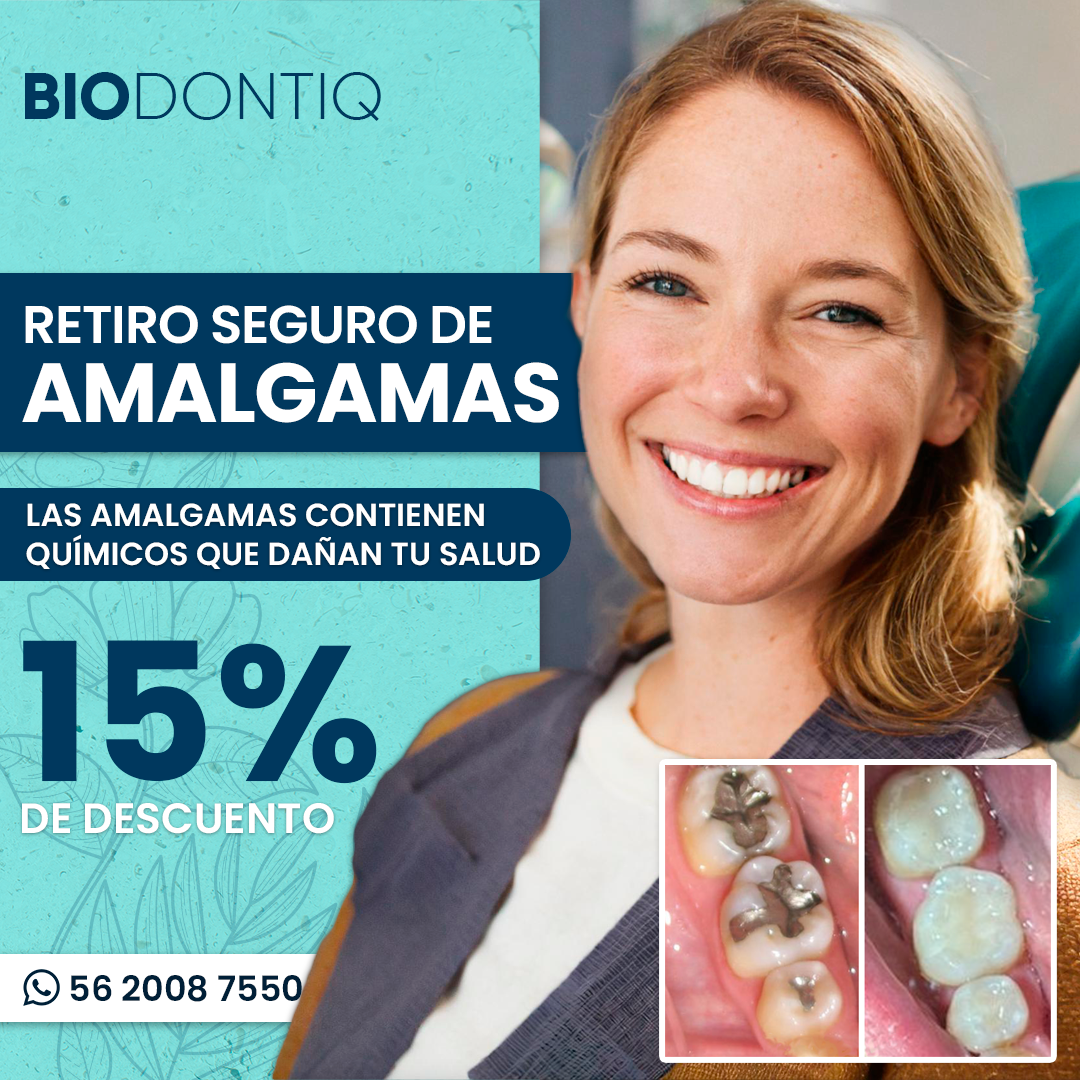 BIODONTIQ
RETIRO SEGURO DE
AMALGAMAS
LAS AMALGAMAS CONTIENEN
QUÍMICOS QUE DAÑAN TU SALUD
15%
DE DESCUENTO
56 2008 7550